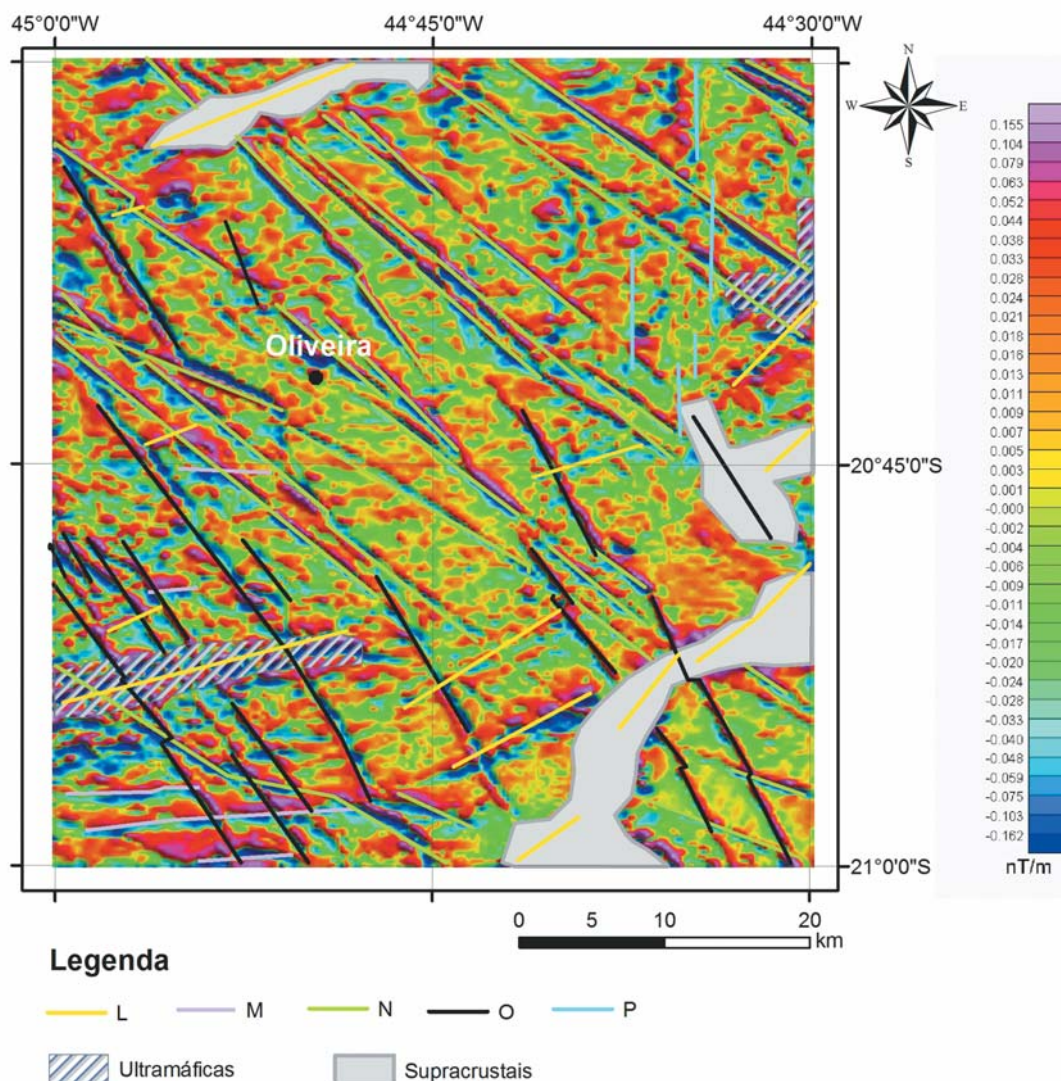 45°0'0"W 44°45'0"W 44°30'0"W
N
W E
S
Oliveira
20°45'0"S
21°0'0"S
0.155
0.104
0.079
0.063
0.052
0.044
0.038
0.033
0.028
0.024
0.021
0.018
0.016
0.013
0.011
0.009
0.007
0.005
0.003
0.001
-0.000
-0.002
-0.004
-0.006
-0.009
-0.011
-0.014
-0.017
-0.020
-0.024
-0.028
-0.033
-0.040
-0.048
-0.059
-0.075
-0.103
-0.162
nT/m
0 5 10 20
km
Legenda
L M N O P
Ultramáficas Supracrustais